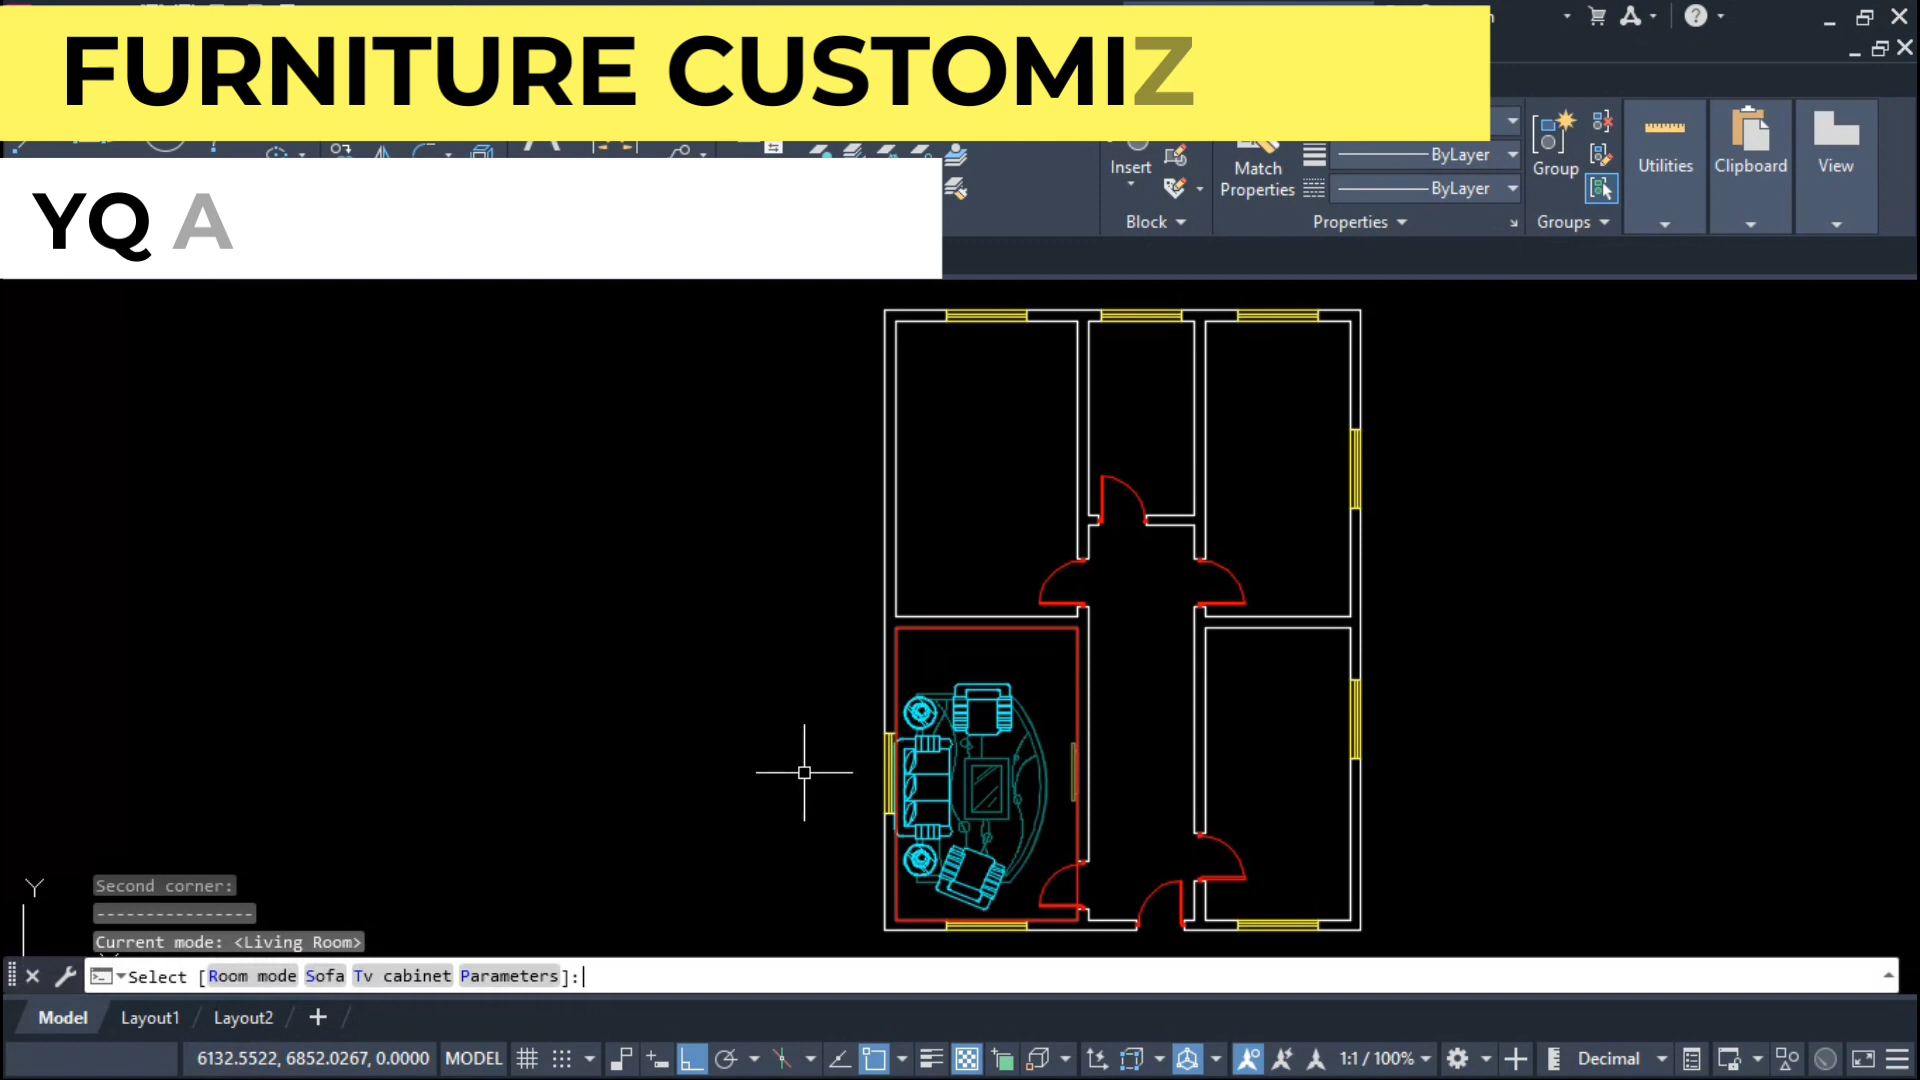 FURNITURE CUSTOMIZ
YQ A
Insert
Match
Properties
ByLayer
ByLayer
Group
Utilities
Clipboard
View
Block
Properties
Groups
Y
Second corner:
----------------
Current mode: <Living Room>
Select [Room mode Sofa Tv cabinet Parameters]:
Model
Layout1
Layout2
6132.5522, 6852.0267, 0.0000
MODEL
1:1 / 100%
Decimal